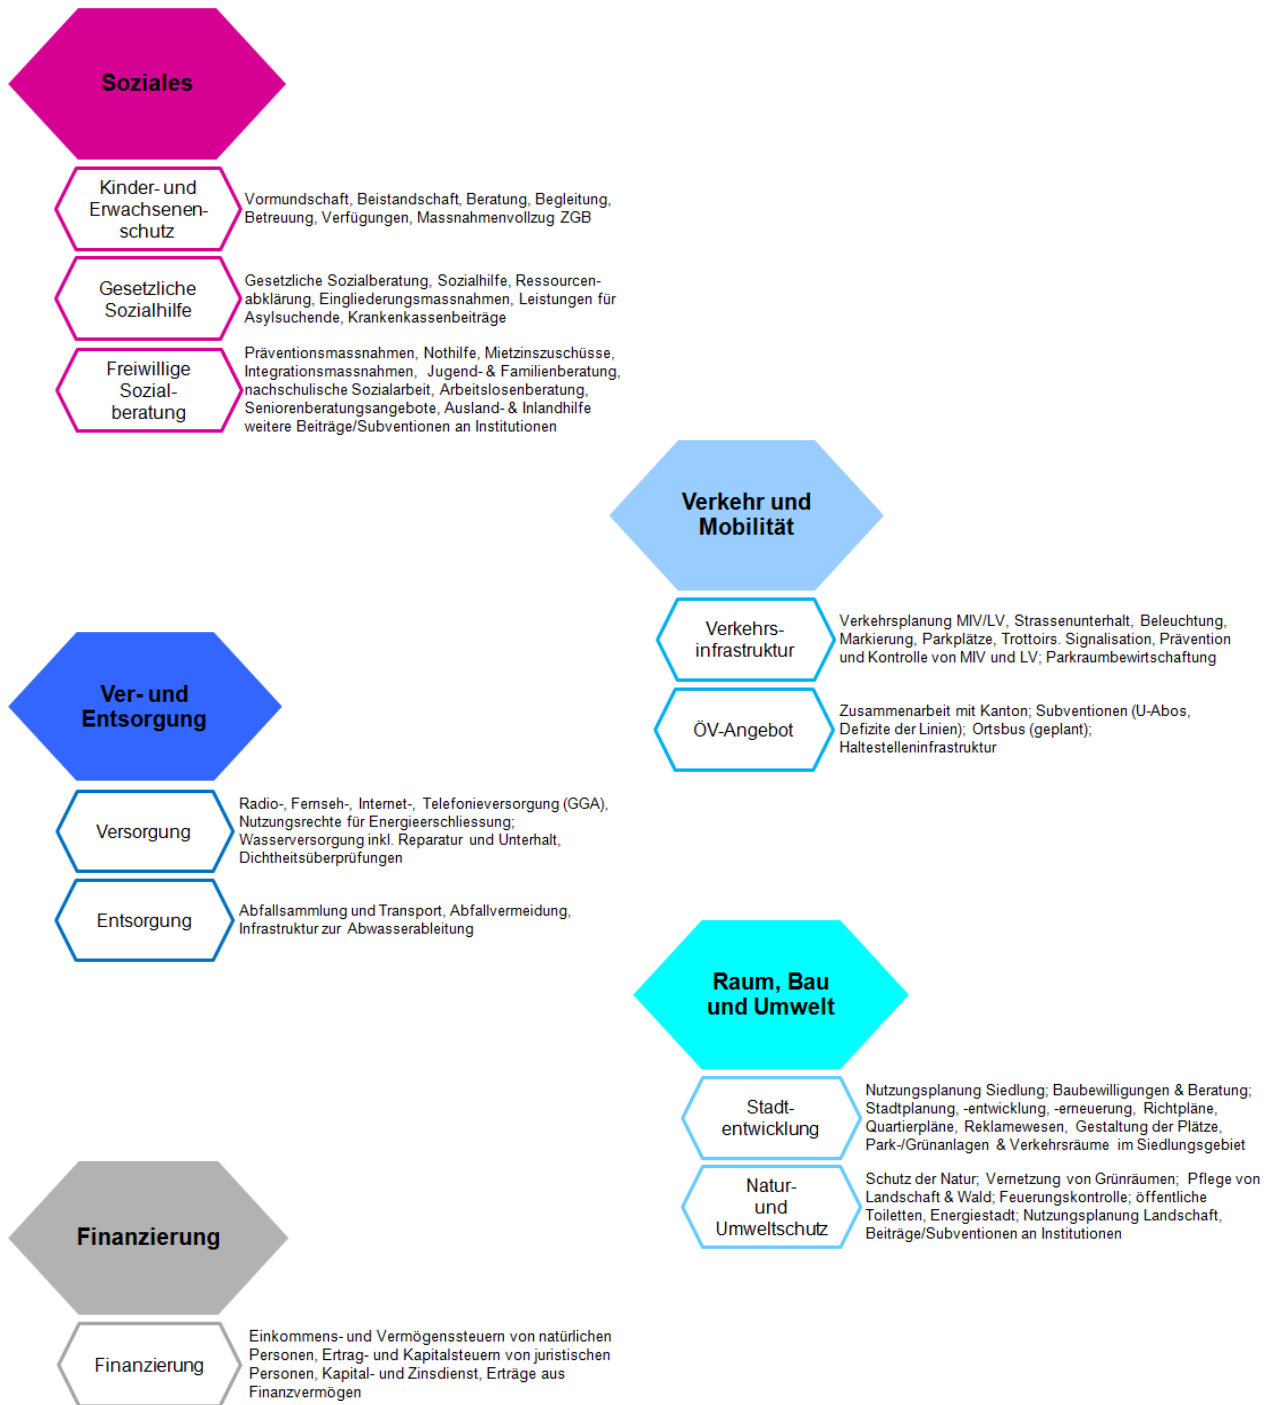 Soziales
Kinder- und
Erwachsenen-
schutz
Vormundschaft, Beistandschaft, Beratung, Begleitung,
Betreuung, Verfügungen, Massnahmenvollzug ZGB
Gesetzliche
Sozialhilfe
Gesetzliche Sozialberatung, Sozialhilfe, Ressourcen-
abklärung, Eingliederungsmassnahmen, Leistungen für
Asylsuchende, Krankenkassenbeiträge
Freiwillige
Sozial-
beratung
Präventionsmassnahmen, Nothilfe, Mietzinszuschüsse,
Integrationsmassnahmen, Jugend- & Familienberatung,
nachschulische Sozialarbeit, Arbeitslosenberatung,
Seniorenberatungsangebote, Ausland- & Inlandhilfe
weitere Beiträge/Subventionen an Institutionen
Verkehr und
Mobilität
Verkehrs-
infrastruktur
Verkehrsplanung MIV/LV, Strassenunterhalt, Beleuchtung,
Markierung, Parkplätze, Trottoirs. Signalisation, Prävention
und Kontrolle von MIV und LV; Parkraumbewirtschaftung
ÖV-Angebot
Zusammenarbeit mit Kanton; Subventionen (U-Abos,
Defizite der Linien); Ortsbus (geplant);
Haltestelleninfrastruktur
Ver- und
Entsorgung
Versorgung
Radio-, Fernseh-, Internet-, Telefonieversorgung (GGA),
Nutzungsrechte für Energieerschliessung;
Wasserversorgung inkl. Reparatur und Unterhalt,
Dichtheitsüberprüfungen
Entsorgung
Abfallsammlung und Transport, Abfallvermeidung,
Infrastruktur zur Abwasserableitung
Raum, Bau
und Umwelt
Stadt-
entwicklung
Nutzungsplanung Siedlung; Baubewilligungen & Beratung;
Stadtplanung, -entwicklung, -erneuerung, Richtpläne,
Quartierpläne, Reklamewesen, Gestaltung der Plätze,
Park-/Grünanlagen & Verkehrsräume im Siedlungsgebiet
Natur-
und
Umweltschutz
Schutz der Natur; Vernetzung von Grünräumen; Pflege von
Landschaft & Wald; Feuerungskontrolle; öffentliche
Toiletten, Energiestadt; Nutzungsplanung Landschaft,
Beiträge/Subventionen an Institutionen
Finanzierung
Finanzierung
Einkommens- und Vermögenssteuern von natürlichen
Personen, Ertrag- und Kapitalsteuern von juristischen
Personen, Kapital- und Zinsdienst, Erträge aus
Finanzvermögen